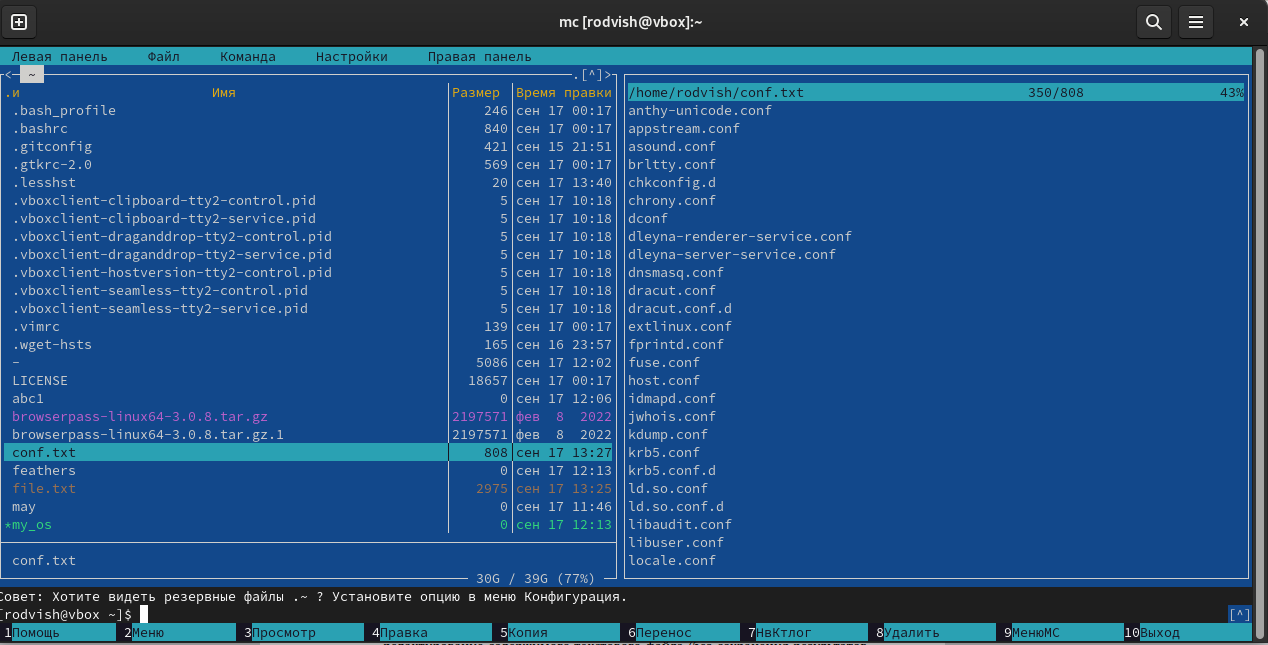 mc [rodvish@vbox]:~
Левая панель Файл Команда Настройки Правая панель
<- ~ .[^]>
.и Имя Размер Время правки
.bash_profile 246 сен 17 00:17
.bashrc 840 сен 17 00:17
.gitconfig 421 сен 15 21:51
.gtkrc-2.0 569 сен 17 00:17
.lesshst 20 сен 17 13:40
.vboxclient-clipboard-tty2-control.pid 5 сен 17 10:18
.vboxclient-clipboard-tty2-service.pid 5 сен 17 10:18
.vboxclient-draganddrop-tty2-control.pid 5 сен 17 10:18
.vboxclient-draganddrop-tty2-service.pid 5 сен 17 10:18
.vboxclient-hostversion-tty2-control.pid 5 сен 17 10:18
.vboxclient-seamless-tty2-control.pid 5 сен 17 10:18
.vboxclient-seamless-tty2-service.pid 5 сен 17 10:18
.vimrc 139 сен 17 00:17
.wget-hsts 165 сен 16 23:57
- 5086 сен 17 12:02
LICENSE 18657 сен 17 00:17
abc1 0 сен 17 12:06
browserpass-linux64-3.0.8.tar.gz 2197571 фев 8 2022
browserpass-linux64-3.0.8.tar.gz.1 2197571 фев 8 2022
conf.txt 808 сен 17 13:27
feathers 0 сен 17 12:13
file.txt 2975 сен 17 13:25
may 0 сен 17 11:46
*my_os 0 сен 17 12:13
conf.txt
30G / 39G (77%)
/home/rodvish/conf.txt 350/808 43%
anthy-unicode.conf
appstream.conf
asound.conf
brltty.conf
chkconfig.d
chrony.conf
dconf
dleyna-renderer-service.conf
dleyna-server-service.conf
dnsmasq.conf
dracut.conf
dracut.conf.d
extlinux.conf
fprintd.conf
fuse.conf
host.conf
idmapd.conf
jwhois.conf
kdump.conf
krb5.conf
krb5.conf.d
ld.so.conf
ld.so.conf.d
libaudit.conf
libuser.conf
locale.conf
Совет: Хотите видеть резервные файлы .~ ? Установите опцию в меню Конфигурация.
[rodvish@vbox ~]$ [^]
1Помощь 2Меню 3Просмотр 4Правка 5Копия 6Перенос 7НвКтлог 8Удалить 9МенюМС 10Выход